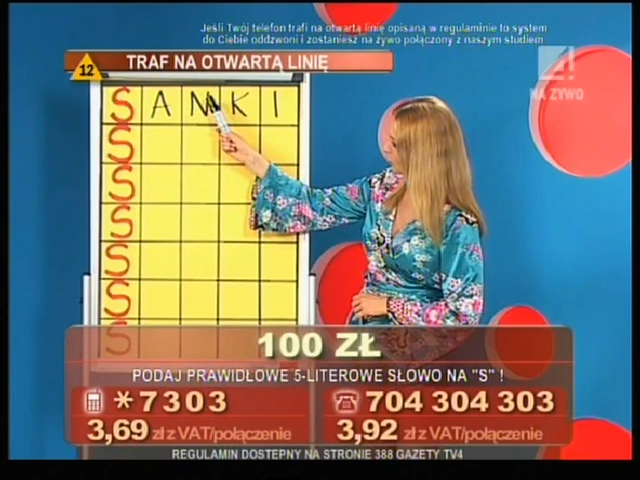 Jeśli Twój telefon trafi na otwartą linię opisaną w regulaminie to system
do Ciebie oddzwoni i zostaniesz na żywo połączony z naszym studiem
12
TRAF NA OTWARTĄ LINIĘ
4!
NA ŻYWO
S A M K I
S
S
S
S
S
S
100 ZŁ
PODAJ PRAWIDŁOWE 5-LITEROWE SŁOWO NA "S" !
*7303
704 304 303
3,69 zł z VAT/połączenie
3,92 zł z VAT/połączenie
REGULAMIN DOSTĘPNY NA STRONIE 388 GAZETY TV4